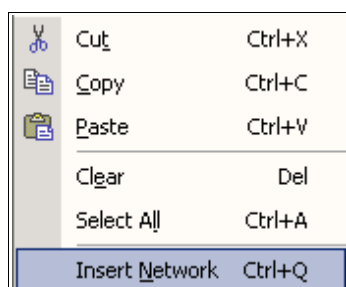 Cut Ctrl+X
Copy Ctrl+C
Paste Ctrl+V
Clear Del
Select All Ctrl+A
Insert Network Ctrl+Q